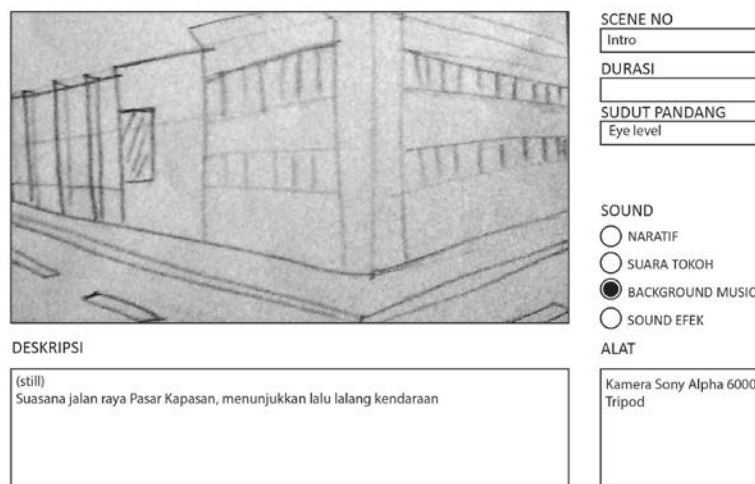 SCENE NO
Intro
DURASI
SUDUT PANDANG
Eye level
SOUND
NARATIF
SUARA TOKOH
BACKGROUND MUSIC
SOUND EFEK
DESKRIPSI
(still)
Suasana jalan raya Pasar Kapasan, menunjukkan lalu lalang kendaraan
ALAT
Kamera Sony Alpha 6000
Tripod